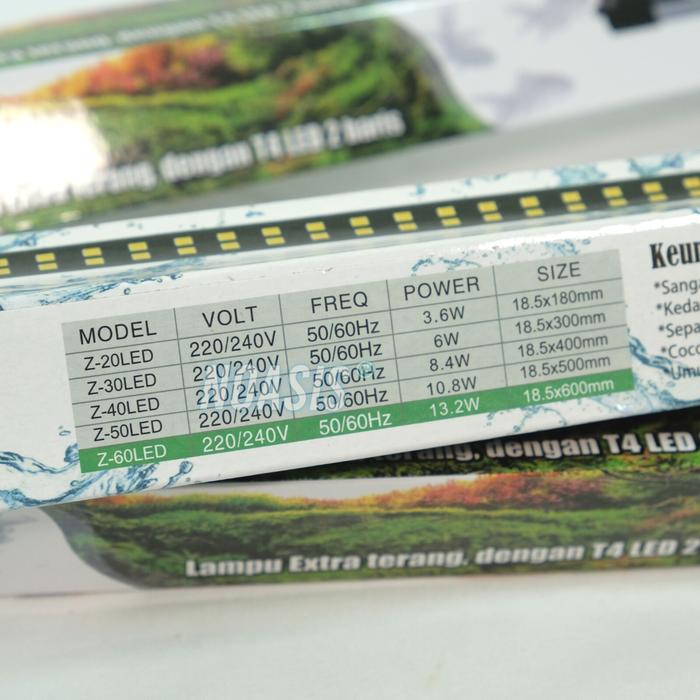 terang, dengan T4 LED 2 baris
MODEL VOLT FREQ POWER SIZE
Z-20LED 220/240V 50/60Hz 3.6W 18.5x180mm
Z-30LED 220/240V 50/60Hz 6W 18.5x300mm
Z-40LED 220/240V 50/60Hz 8.4W 18.5x400mm
Z-50LED 220/240V 50/60Hz 10.8W 18.5x500mm
Z-60LED 220/240V 50/60Hz 13.2W 18.5x600mm
NIASIS
Keun
*Sanga
*Keda
*Sepa
*Coco
*Umu
terang, dengan T4 LED
Lampu Extra terang, dengan T4 LED 2